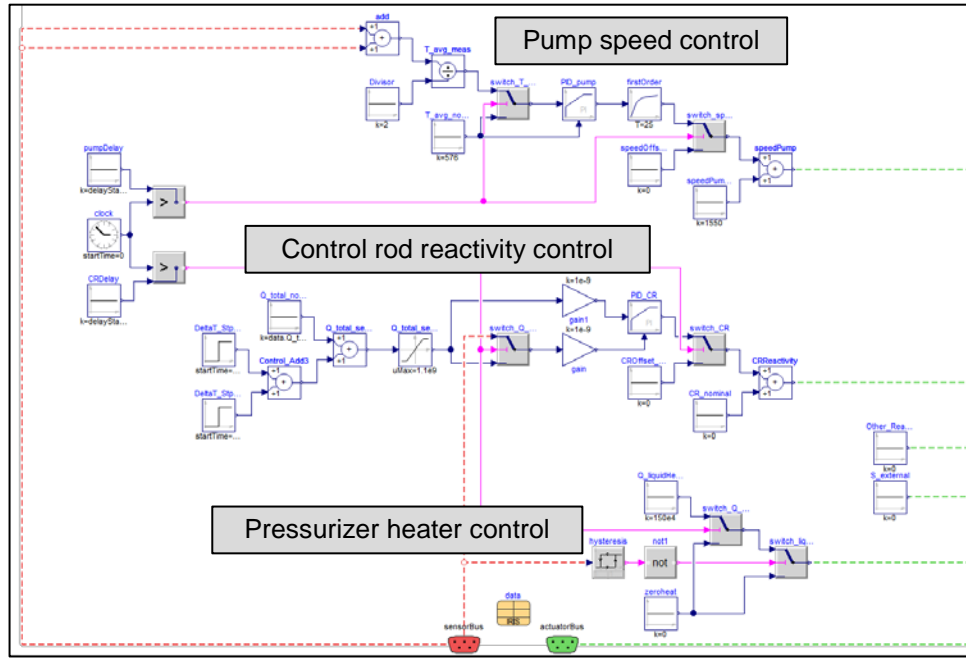 add
+1
+1
+
T_avg_meas
Pump speed control
Divisor
k=2
switch_T_...
PID_pump
PI
firstOrder
T=25
T_avg_no...
k=576
switch_sp...
speedOffs...
k=0
speedPump
+1
+1
+
speedPum...
k=1550
pumpDelay
k=delaySta...
>
clock
startTime=0
>
CRDelay
k=delaySta...
Control rod reactivity control
Q_total_no...
k=data.Q_t...
k=1e-9
gain1
k=1e-9
gain
PID_CR
PI
DeltaT_Stp...
startTime=...
Q_total_se...
+1
+1
+
Q_total_se...
uMax=1.1e9
switch_Q_...
switch_CR
Control_Add3
+1
+1
+
CROffset_...
k=0
CRReactivity
+1
+1
+
DeltaT_Stp...
startTime=...
CR_nominal
k=0
Other_Rea...
k=0
S_external
k=0
Q_liquidHe...
k=150e4
switch_Q_...
Pressurizer heater control
hysteresis
not1
not
switch_liq...
zeroheat
k=0
data
IRIS
sensorBus
actuatorBus